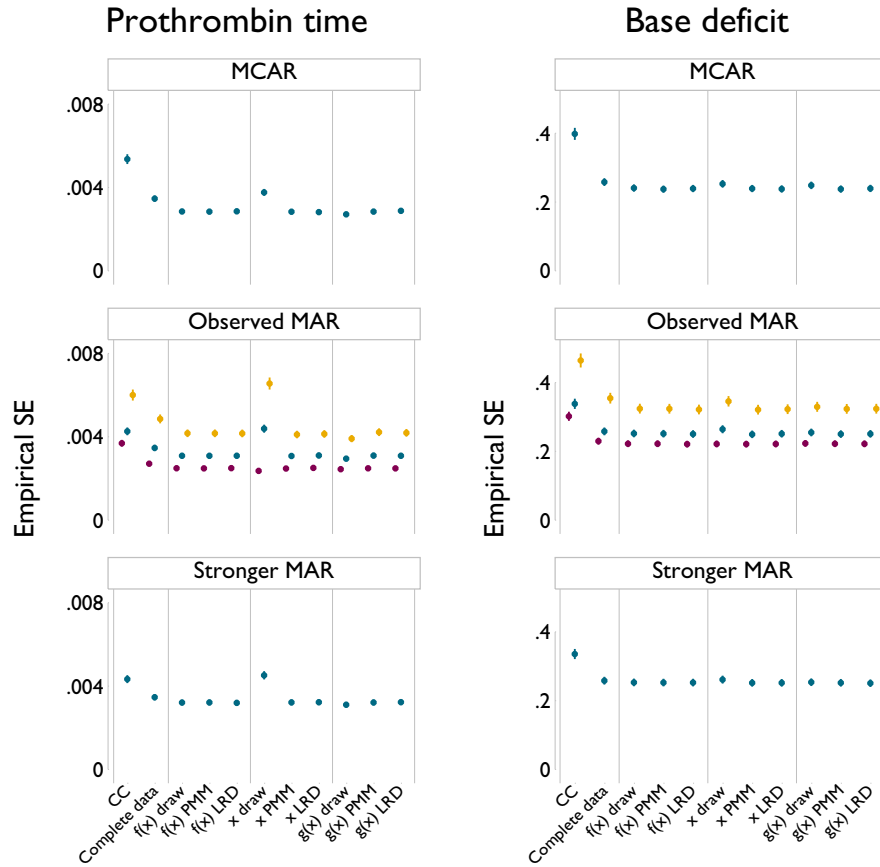 Prothrombin time
Base deficit
MCAR
MCAR
.008
.004
0
.4
.2
0
Observed MAR
Observed MAR
.008
.004
0
.4
.2
0
Empirical SE
Empirical SE
Stronger MAR
Stronger MAR
.008
.004
0
.4
.2
0
CC
Complete data
f(x) draw
f(x) PMM
f(x) LRD
x draw
x PMM
x LRD
g(x) draw
g(x) PMM
g(x) LRD
CC
Complete data
f(x) draw
f(x) PMM
f(x) LRD
x draw
x PMM
x LRD
g(x) draw
g(x) PMM
g(x) LRD